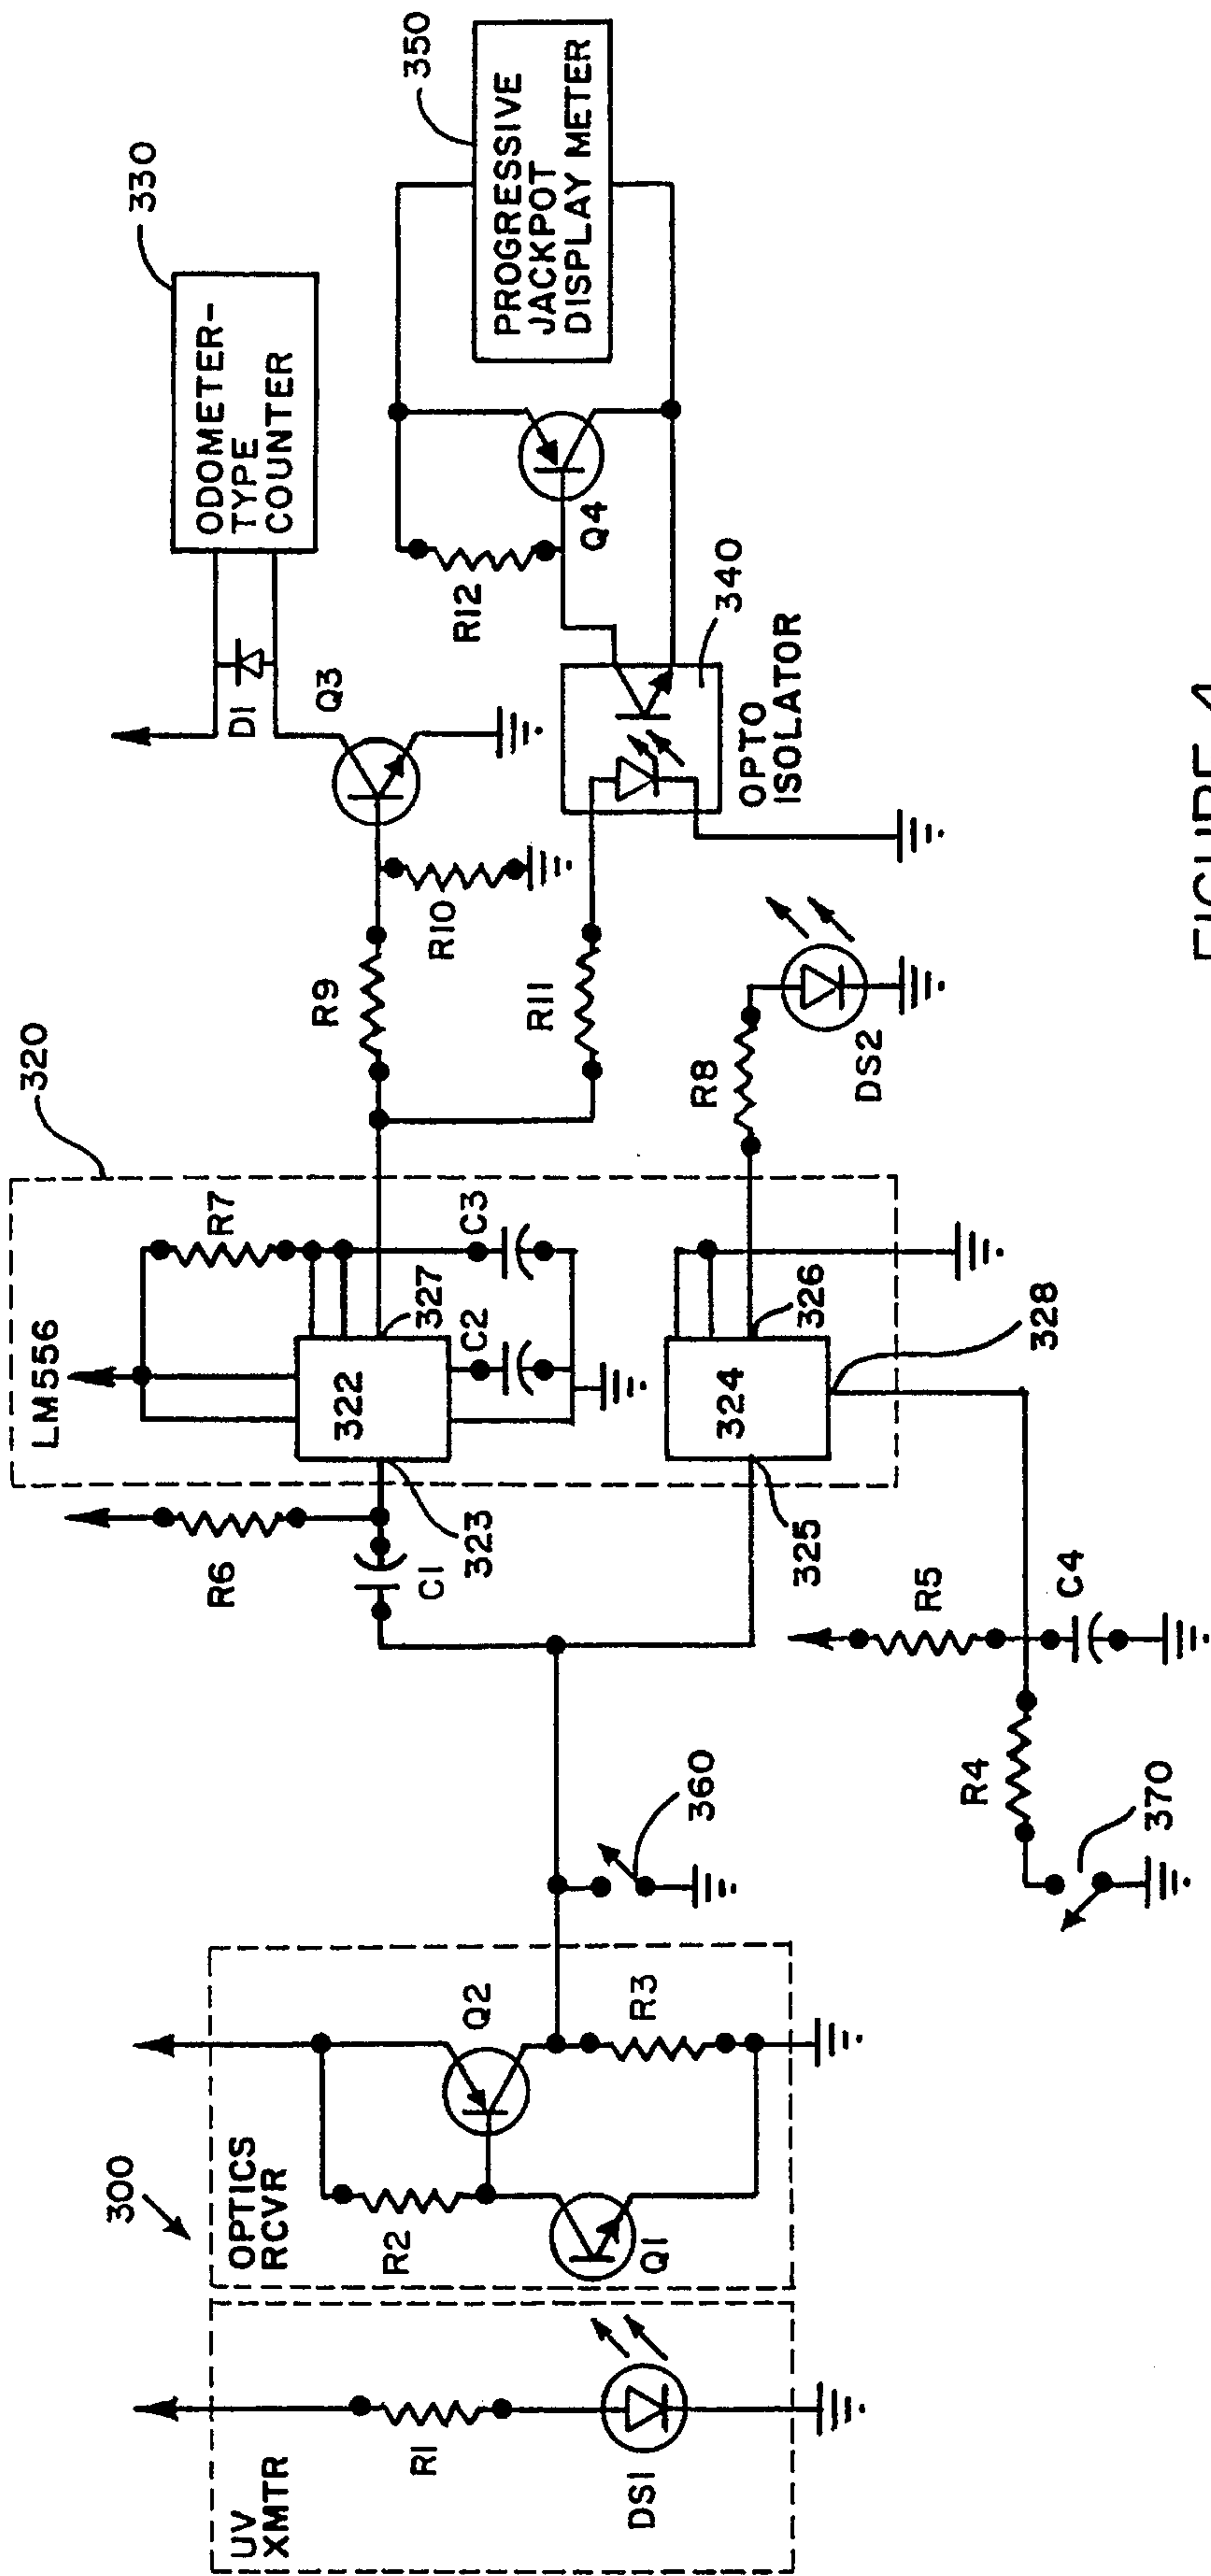 300
UV
XMTR
R1
DS1
OPTICS
RCVR
R2
Q1
Q2
R3
360
370
R4
R5
C4
R6
C1
323
325
320
LM556
R7
322
327
C2
C3
324
326
328
R9
R10
R11
R8
DS2
Q3
D1
330
ODOMETER-
TYPE
COUNTER
OPTO
ISOLATOR
340
R12
Q4
350
PROGRESSIVE
JACKPOT
DISPLAY METER
FIGURE 4